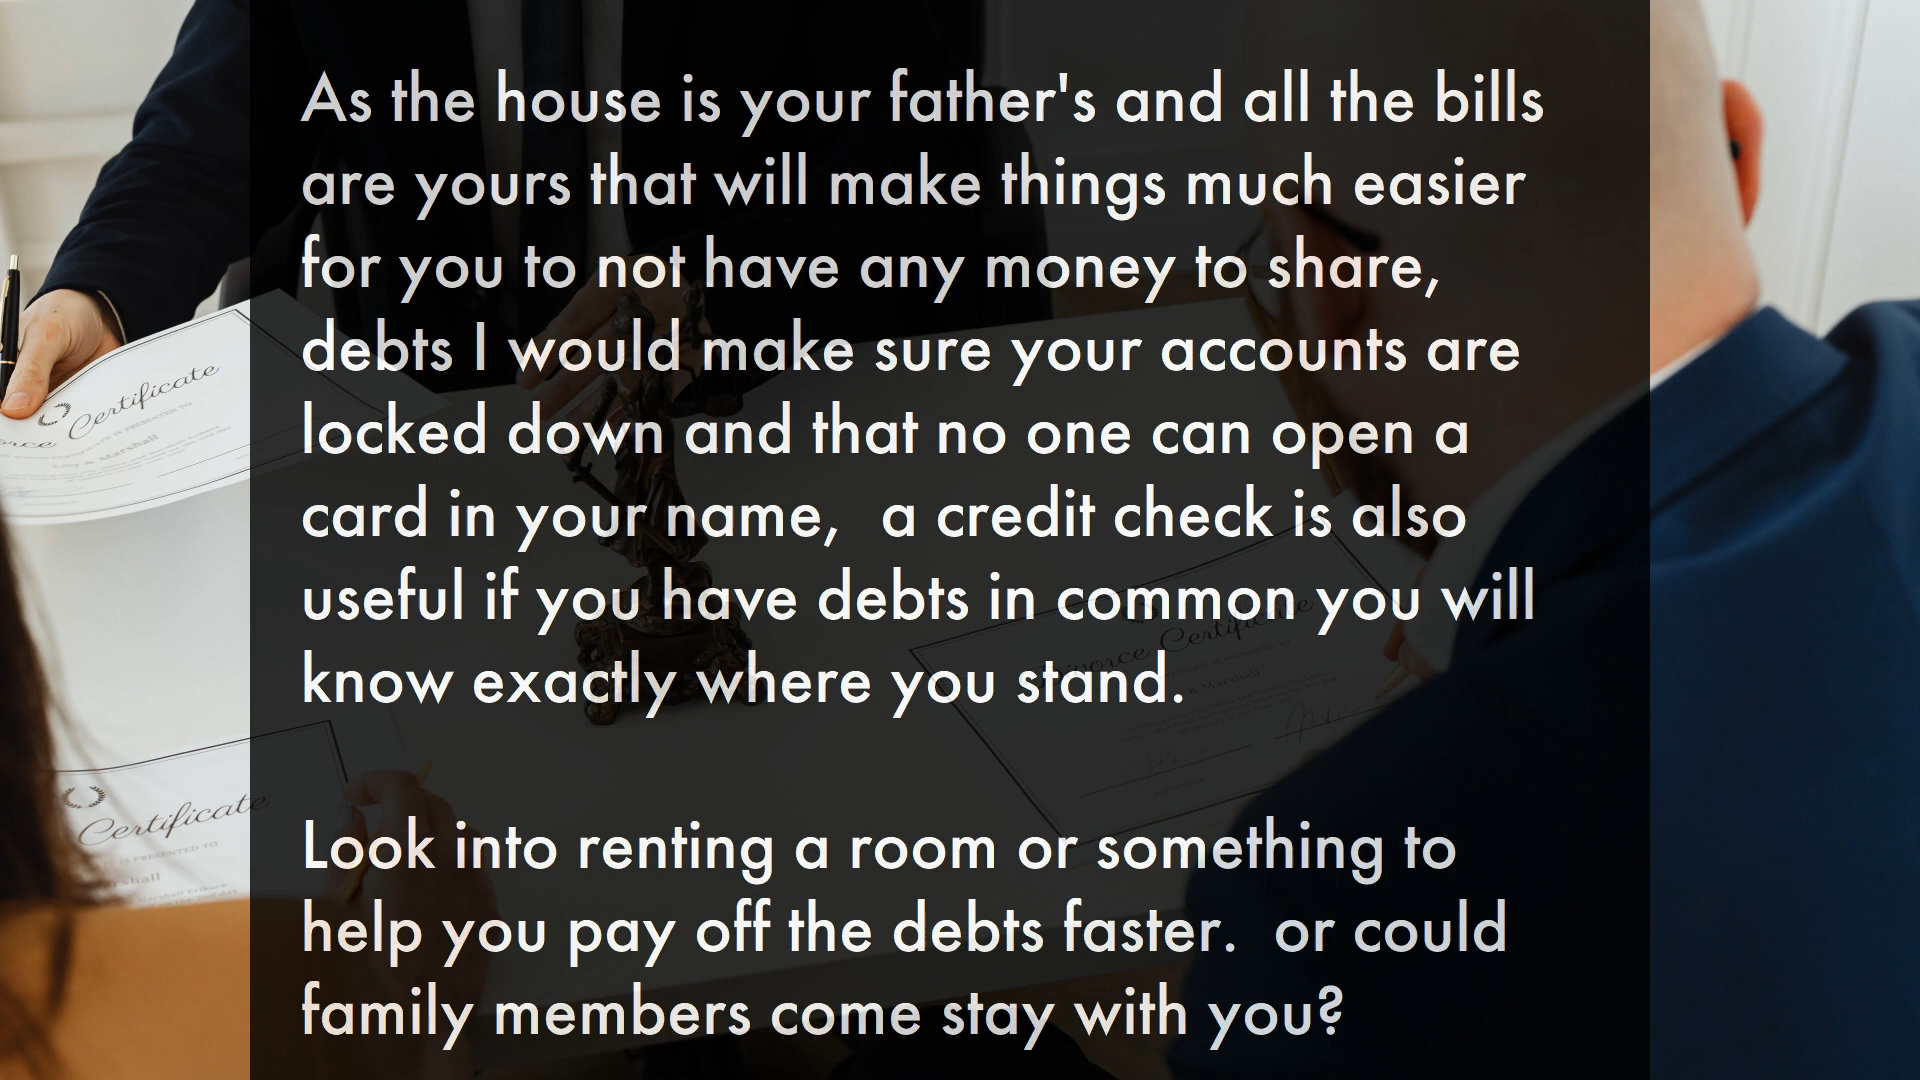 As the house is your father's and all the bills
are yours that will make things much easier
for you to not have any money to share,
debts I would make sure your accounts are
locked down and that no one can open a
card in your name,  a credit check is also
useful if you have debts in common you will
know exactly where you stand.
Look into renting a room or something to
help you pay off the debts faster.  or could
family members come stay with you?
Certificate
Divorce Certificate
Certificate